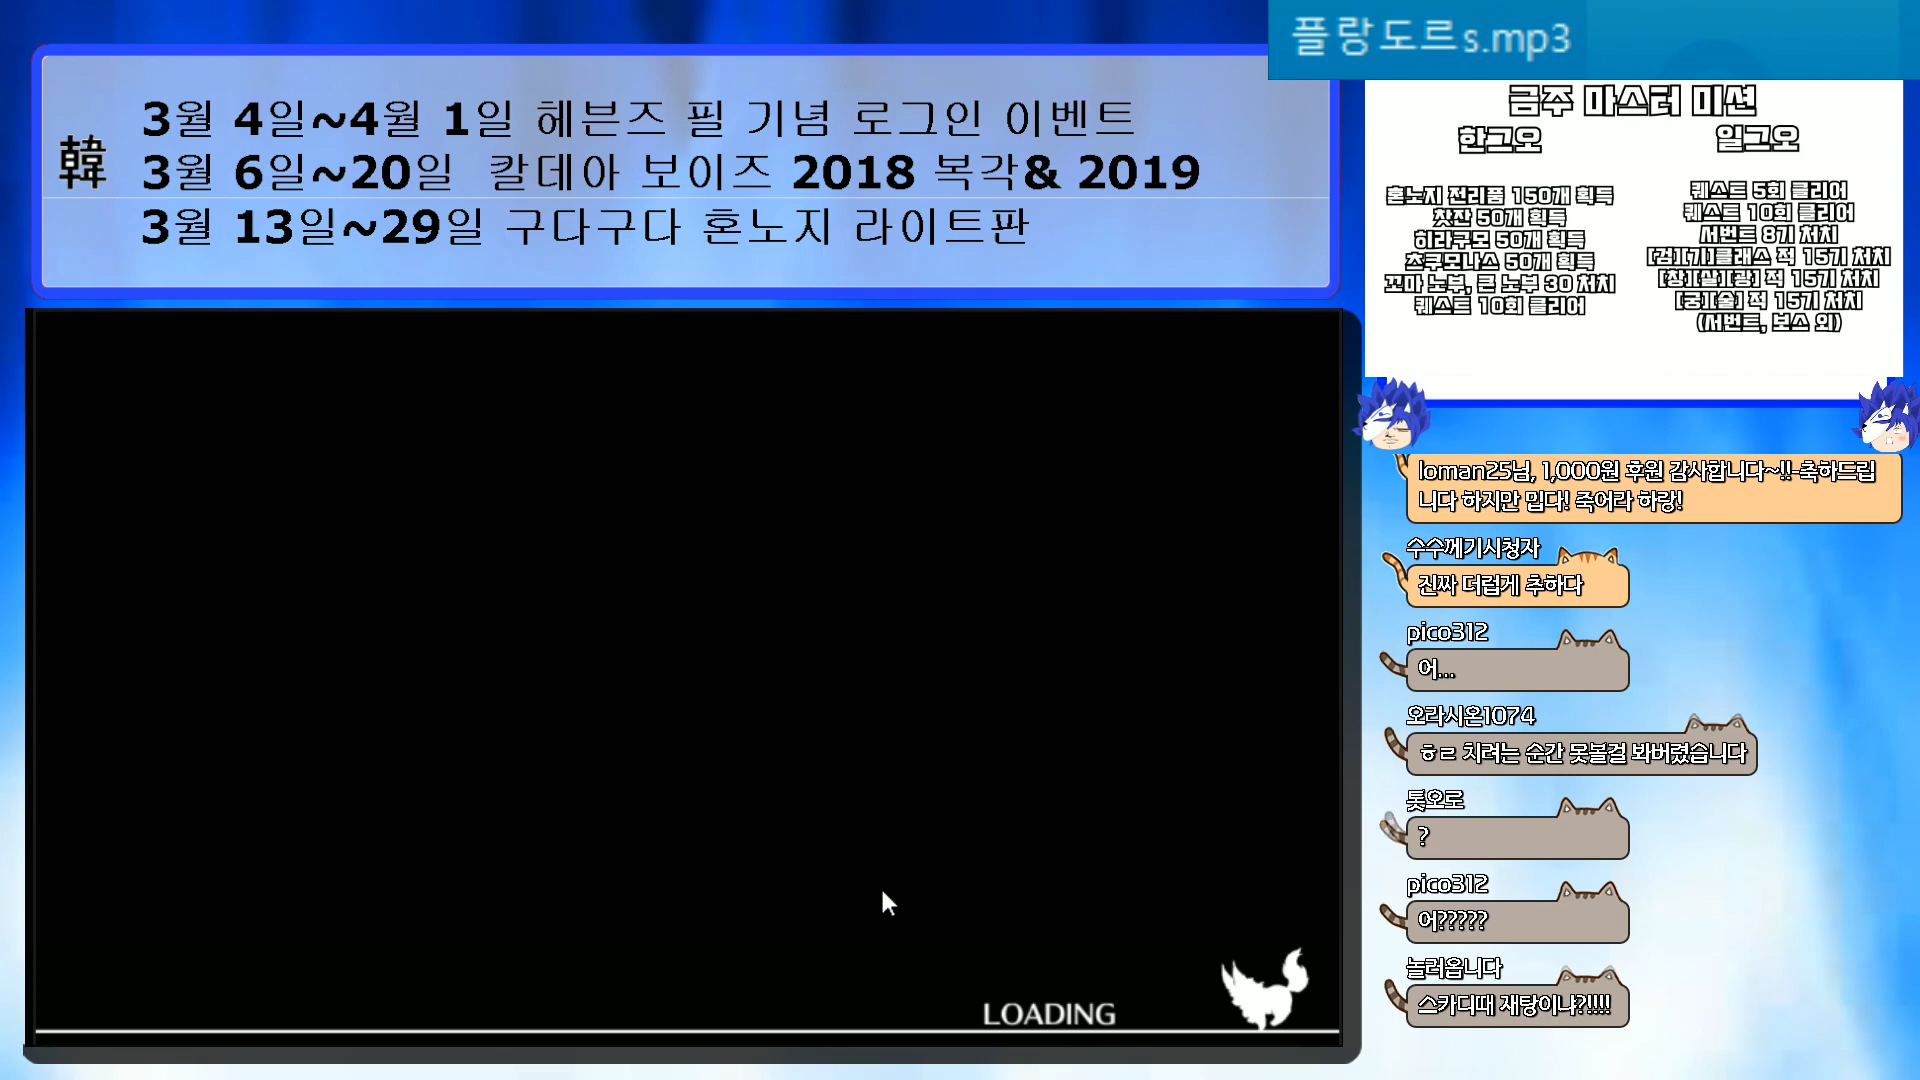 플랑도르s.mp3
韓
3월 4일~4월 1일 헤븐즈 필 기념 로그인 이벤트
3월 6일~20일 칼데아 보이즈 2018 복각& 2019
3월 13일~29일 구다구다 혼노지 라이트판
금주 마스터 미션
한그오
혼노지 전리품 150개 획득
찻잔 50개 획득
히라구모 50개 획득
츠쿠모나스 50개 획득
꼬마 노부, 큰 노부 30 처치
퀘스트 10회 클리어
일그오
퀘스트 5회 클리어
퀘스트 10회 클리어
서번트 8기 처치
[검][기]클래스 적 15기 처치
[창][살][광] 적 15기 처치
[궁][술] 적 15기 처치
(서번트, 보스 외)
loman25님, 1,000원 후원 감사합니다~!!-축하드립
니다 하지만 밉다! 죽어라 하랑!
수수께기시청자
진짜 더럽게 추하다
pico312
어...
오라시온1074
ㅎㄹ 치려는 순간 못볼걸 봐버렸습니다
톳오로
?
pico312
어?????
놀러옵니다
스카디때 재탕이냐?!!!!
LOADING